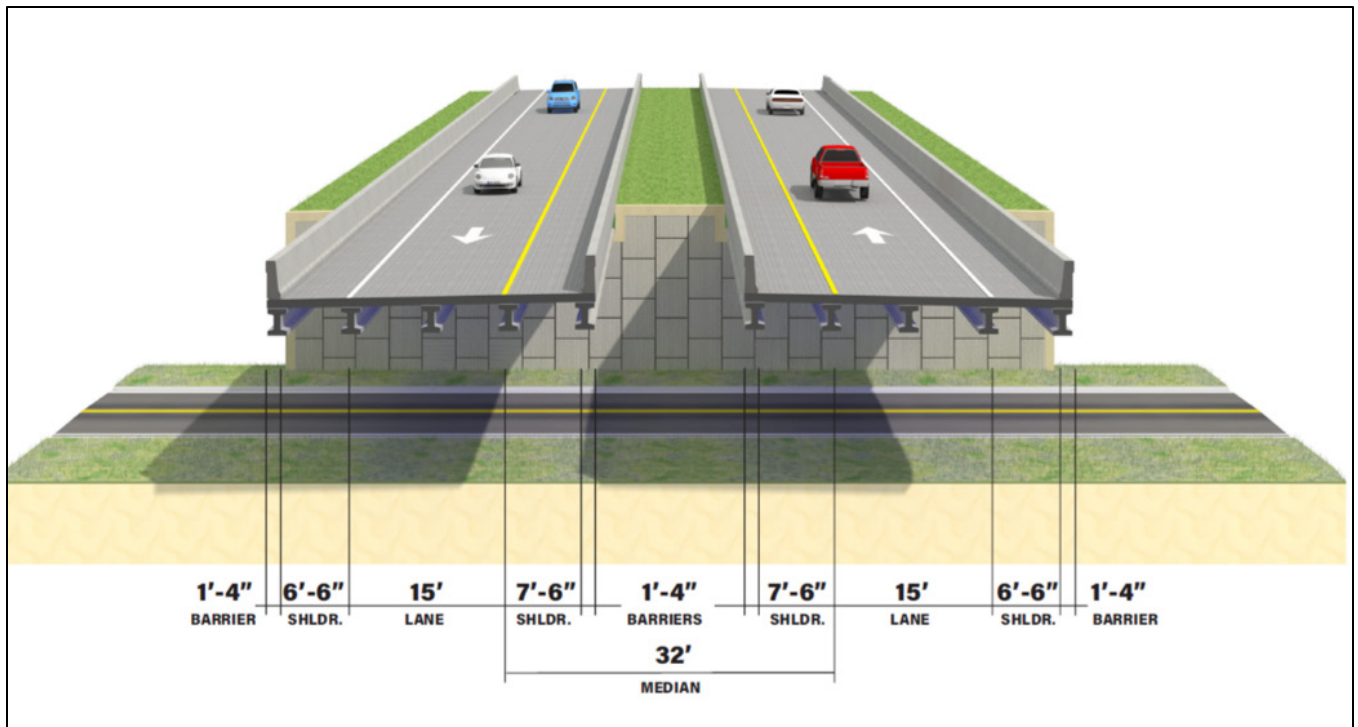 1'-4" 6'-6" 15' 7'-6" 1'-4" 7'-6" 15' 6'-6" 1'-4"
BARRIER SHLDR. LANE SHLDR. BARRIERS SHLDR. LANE SHLDR. BARRIER
32'
MEDIAN